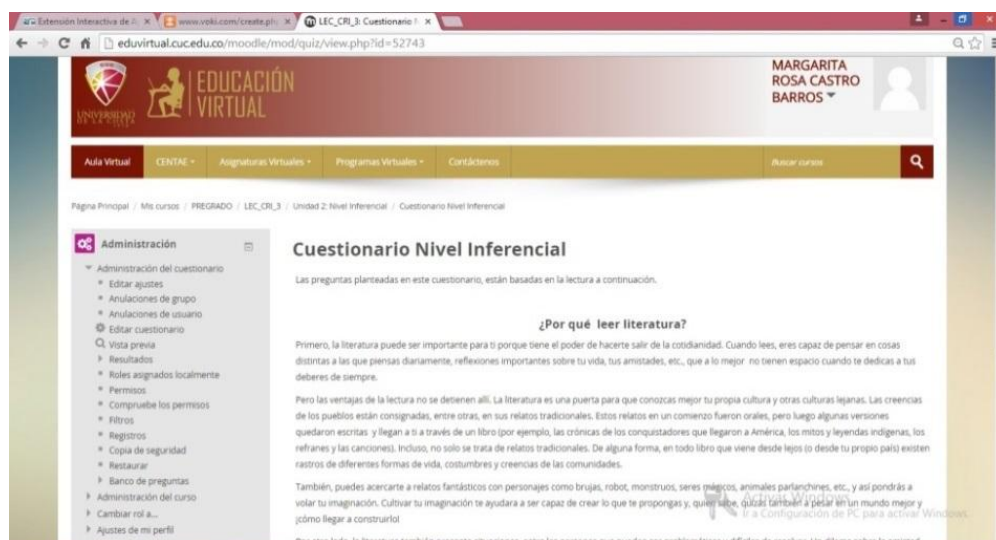 Extensión Interactiva de A
www.voki.com/create.ph
LEC_CRI_3: Cuestionario N
eduvirtual.cuc.edu.co/moodle/mod/quiz/view.php?id=52743
UNIVERSIDAD
DE LA COSTA
EDUCACIÓN
VIRTUAL
MARGARITA
ROSA CASTRO
BARROS
Aula Virtual CENTAE Asignaturas Virtuales Programas Virtuales Contáctenos Buscar cursos
Página Principal / Mis cursos / PREGRADO / LEC_CRI_3 / Unidad 2: Nivel Inferencial / Cuestionario Nivel Inferencial
Administración
Administración del cuestionario
Editar ajustes
Anulaciones de grupo
Anulaciones de usuario
Editar cuestionario
Vista previa
Resultados
Roles asignados localmente
Permisos
Compruebe los permisos
Filtros
Registros
Copia de seguridad
Restaurar
Banco de preguntas
Administración del curso
Cambiar rol a...
Ajustes de mi perfil
Cuestionario Nivel Inferencial
Las preguntas planteadas en este cuestionario, están basadas en la lectura a continuación.
¿Por qué leer literatura?
Primero, la literatura puede ser importante para ti porque tiene el poder de hacerte salir de la cotidianidad. Cuando lees, eres capaz de pensar en cosas
distintas a las que piensas diariamente, reflexiones importantes sobre tu vida, tus amistades, etc., que a lo mejor no tienen espacio cuando te dedicas a tus
deberes de siempre.
Pero las ventajas de la lectura no se detienen allí. La literatura es una puerta para que conozcas mejor tu propia cultura y otras culturas lejanas. Las creencias
de los pueblos están consignadas, entre otras, en sus relatos tradicionales. Estos relatos en un comienzo fueron orales, pero luego algunas versiones
quedaron escritas y llegan a ti a través de un libro (por ejemplo, las crónicas de los conquistadores que llegaron a América, los mitos y leyendas indígenas, los
refranes y las canciones). Incluso, no solo se trata de relatos tradicionales. De alguna forma, en todo libro que viene desde lejos (o desde tu propio país) existen
rastros de diferentes formas de vida, costumbres y creencias de las comunidades.
También, puedes acercarte a relatos fantásticos con personajes como brujas, robot, monstruos, seres mágicos, animales parlanchines, etc., y así pondrás a
volar tu imaginación. Cultivar tu imaginación te ayudara a ser capaz de crear lo que te propongas y, quien sabe, quizás también a pesar en un mundo mejor y
¡cómo llegar a construirlo!
Activar Windows
Ir a Configuración de PC para activar Windows.